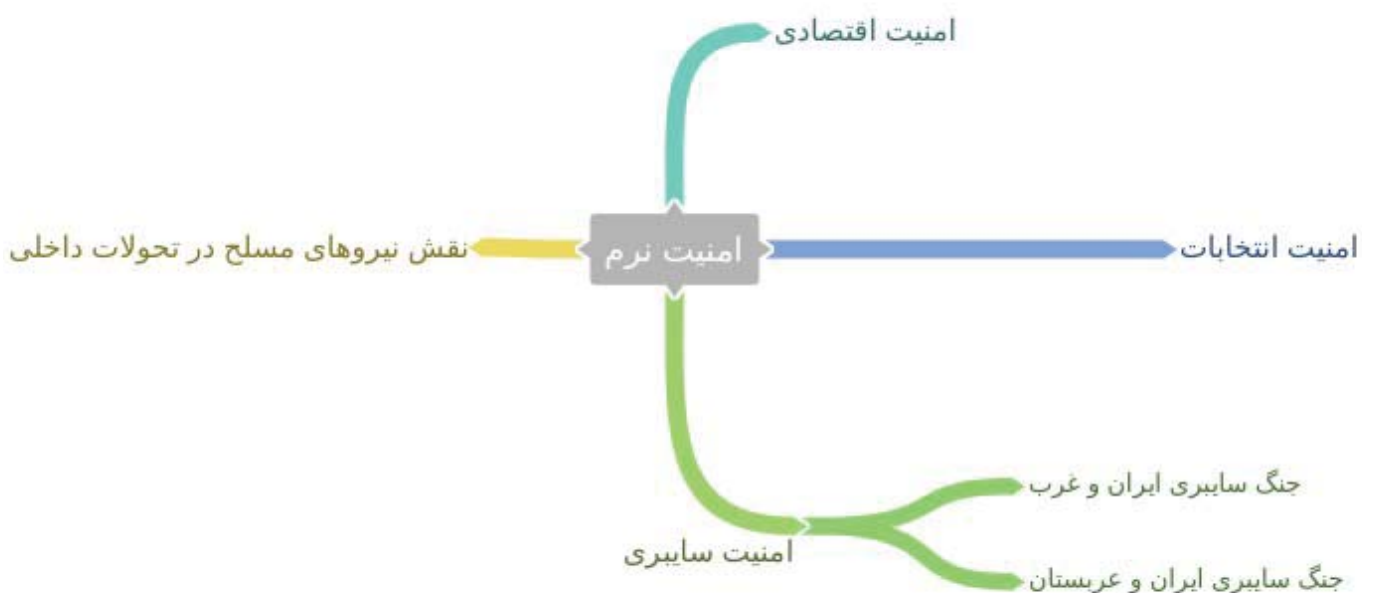 امنیت اقتصادی
امنیت انتخابات
امنیت نرم
نقش نیروهای مسلح در تحولات داخلی
جنگ سایبری ایران و غرب
امنیت سایبری
جنگ سایبری ایران و عربستان